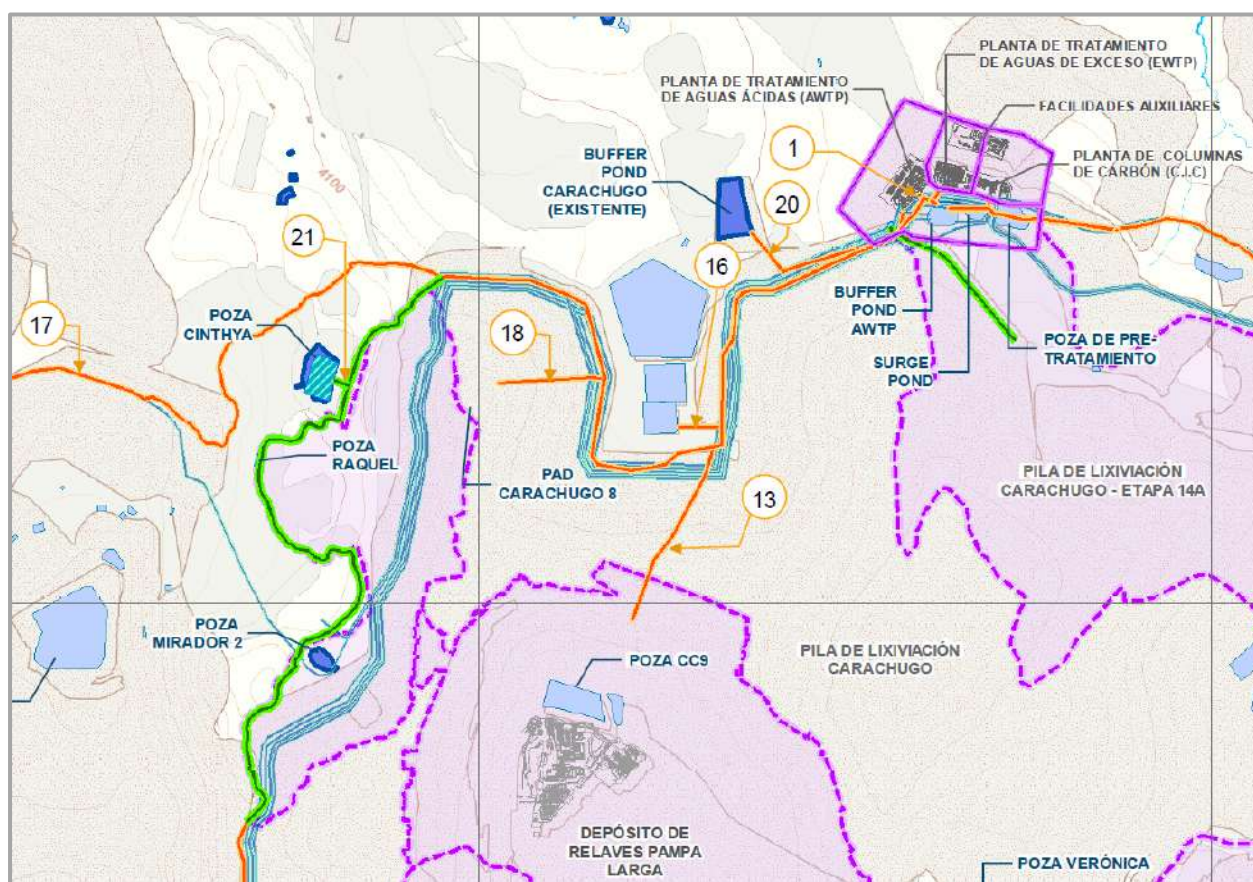 PLANTA DE TRATAMIENTO
DE AGUAS DE EXCESO (EWTP)
PLANTA DE TRATAMIENTO
DE AGUAS ÁCIDAS (AWTP)
FACILIDADES AUXILIARES
1
BUFFER
POND
CARACHUGO
(EXISTENTE)
PLANTA DE COLUMNAS
DE CARBÓN (C.I.C)
4100
20
21
16
BUFFER
POND
AWTP
17
POZA
CINTHYA
18
SURGE
POND
POZA DE PRE-
TRATAMIENTO
POZA
RAQUEL
PAD
CARACHUGO 8
13
PILA DE LIXIVIACIÓN
CARACHUGO - ETAPA 14A
POZA
MIRADOR 2
POZA CC9
PILA DE LIXIVIACIÓN
CARACHUGO
DEPÓSITO DE
RELAVES PAMPA
LARGA
POZA VERÓNICA